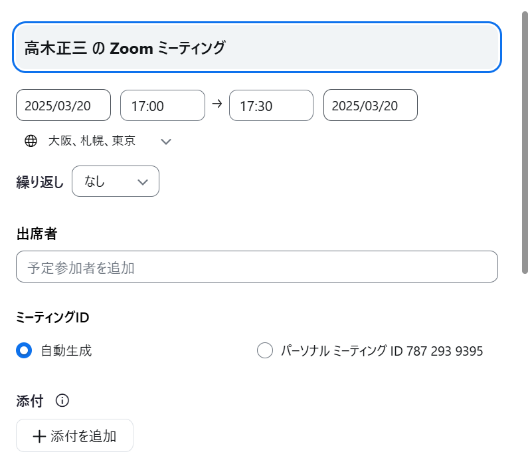 高木正三 の Zoom ミーティング
2025/03/20 17:00 → 17:30 2025/03/20
大阪、札幌、東京
繰り返し なし
出席者
予定参加者を追加
ミーティングID
自動生成 パーソナル ミーティング ID 787 293 9395
添付
+ 添付を追加